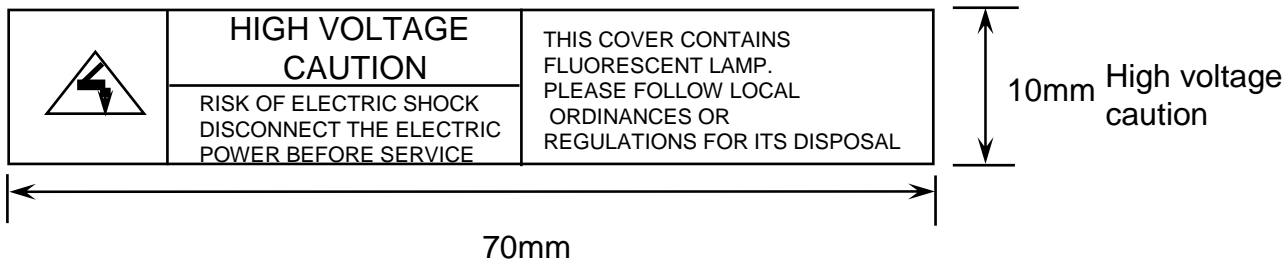 HIGH VOLTAGE
CAUTION
RISK OF ELECTRIC SHOCK
DISCONNECT THE ELECTRIC
POWER BEFORE SERVICE
THIS COVER CONTAINS
FLUORESCENT LAMP.
PLEASE FOLLOW LOCAL
ORDINANCES OR
REGULATIONS FOR ITS DISPOSAL
10mm
High voltage
caution
70mm